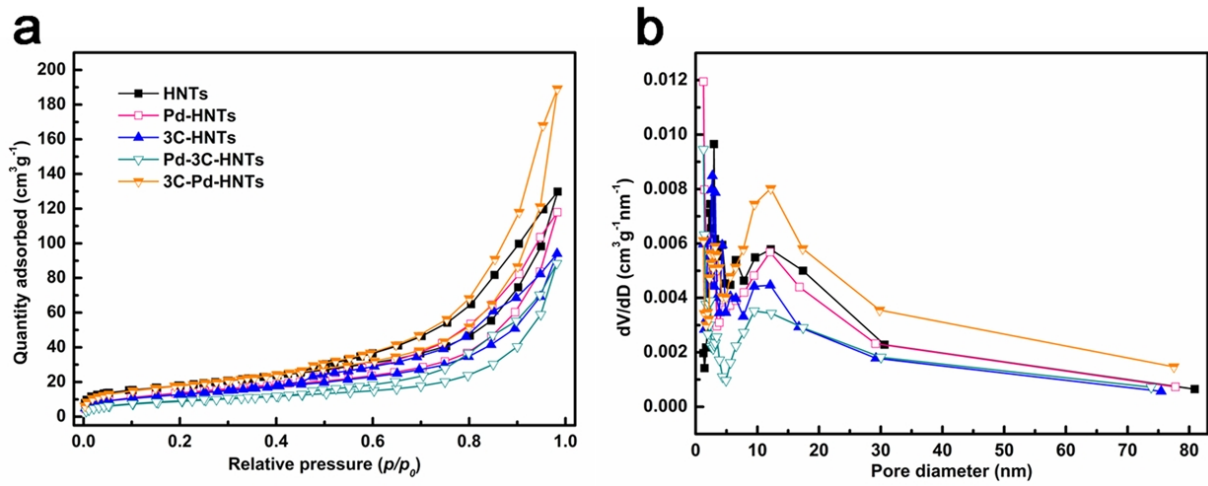 a
Quantity adsorbed (cm³g⁻¹)
200
180
160
140
120
100
80
60
40
20
0
HNTs
Pd-HNTs
3C-HNTs
Pd-3C-HNTs
3C-Pd-HNTs
0.0 0.2 0.4 0.6 0.8 1.0
Relative pressure (p/p₀)
b
dV/dD (cm³g⁻¹nm⁻¹)
0.012
0.010
0.008
0.006
0.004
0.002
0.000
0 10 20 30 40 50 60 70 80
Pore diameter (nm)